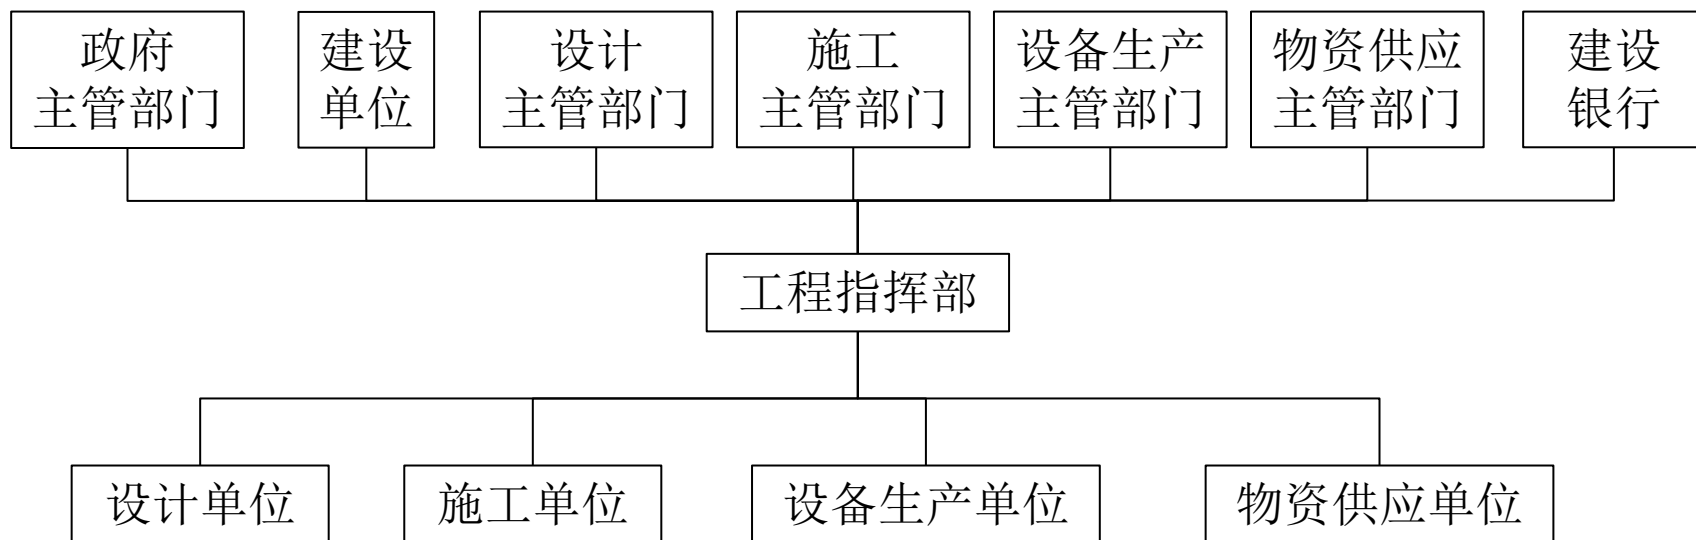 政府
主管部门
建设
单位
设计
主管部门
施工
主管部门
设备生产
主管部门
物资供应
主管部门
建设
银行
工程指挥部
设计单位
施工单位
设备生产单位
物资供应单位